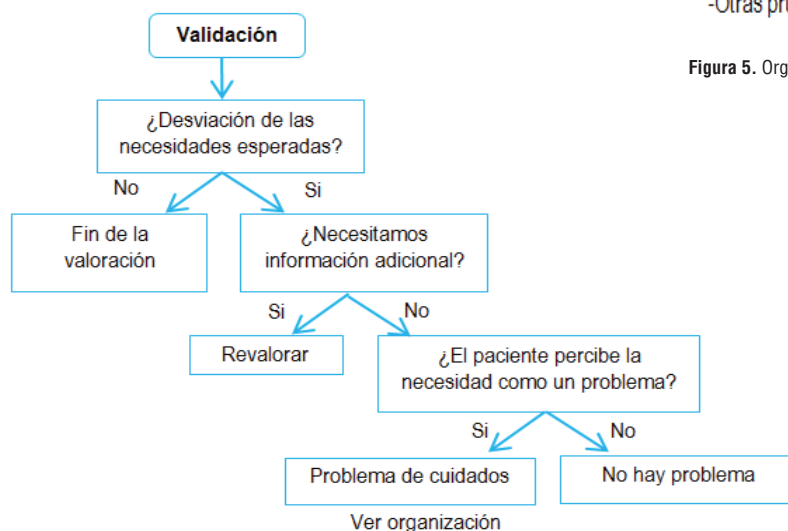 -Otras
Validación
Figura 5. Org
¿Desviación de las
necesidades esperadas?
No
Si
Fin de la
valoración
¿Necesitamos
información adicional?
Si
No
Revalorar
¿El paciente percibe la
necesidad como un problema?
Si
No
Problema de cuidados
No hay problema
Ver organización